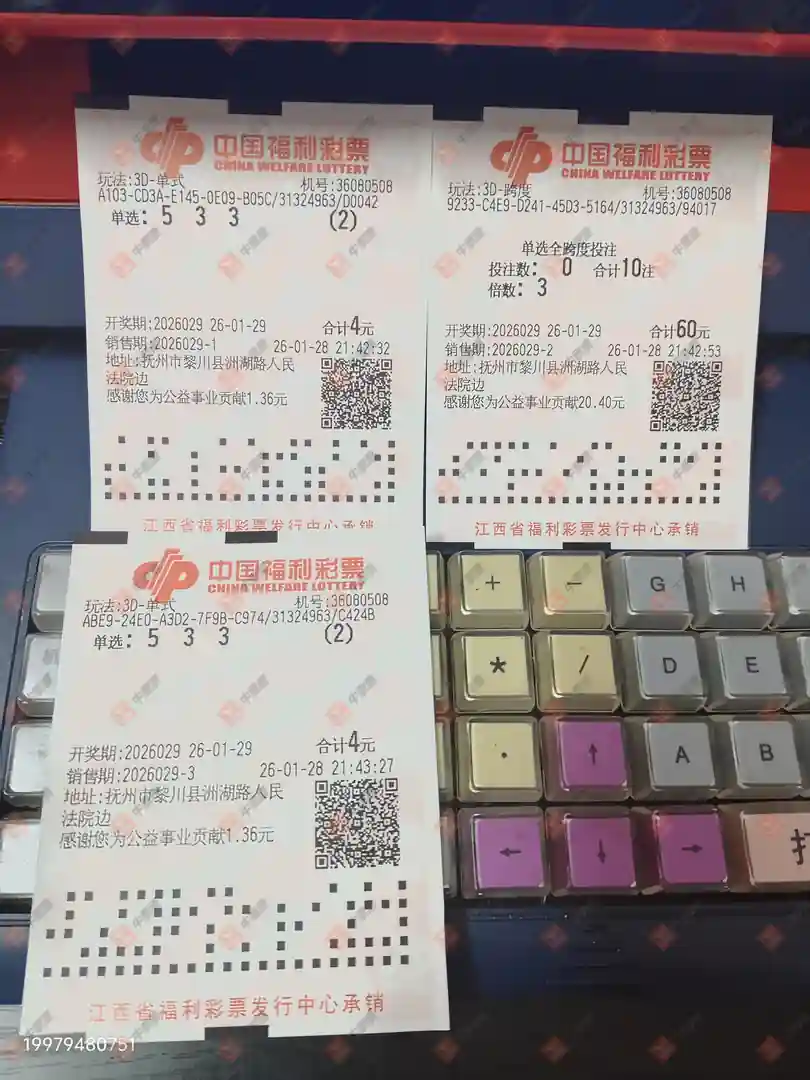 中国福利彩票
CHINA WELFARE LOTTERY
玩法:3D-单式 机号:36080508
A103-CD3A-E145-0E09-B05C/31324963/D0042
单选: 5 3 3 (2)
开奖期:2026029 26-01-29 合计4元
销售期:2026029-1 26-01-28 21:42:32
地址:抚州市黎川县洲湖路人民
法院边
感谢您为公益事业贡献1.36元
江西省福利彩票发行中心承销
中国福利彩票
CHINA WELFARE LOTTERY
玩法:3D-跨度 机号:36080508
9233-C4E9-D241-45D3-5164/31324963/94017
单选全跨度投注
投注数: 0 合计10注
倍数: 3
开奖期:2026029 26-01-29 合计60元
销售期:2026029-2 26-01-28 21:42:53
地址:抚州市黎川县洲湖路人民
法院边
感谢您为公益事业贡献20.40元
江西省福利彩票发行中心承销
中国福利彩票
CHINA WELFARE LOTTERY
玩法:3D-单式 机号:36080508
ABE9-24E0-A3D2-7F9B-C974/31324963/C424B
单选: 5 3 3 (2)
开奖期:2026029 26-01-29 合计4元
销售期:2026029-3 26-01-28 21:43:27
地址:抚州市黎川县洲湖路人民
法院边
感谢您为公益事业贡献1.36元
江西省福利彩票发行中心承销
+ - G H
* / D E
. ↑ A B
← ↓ → 打
19979480751